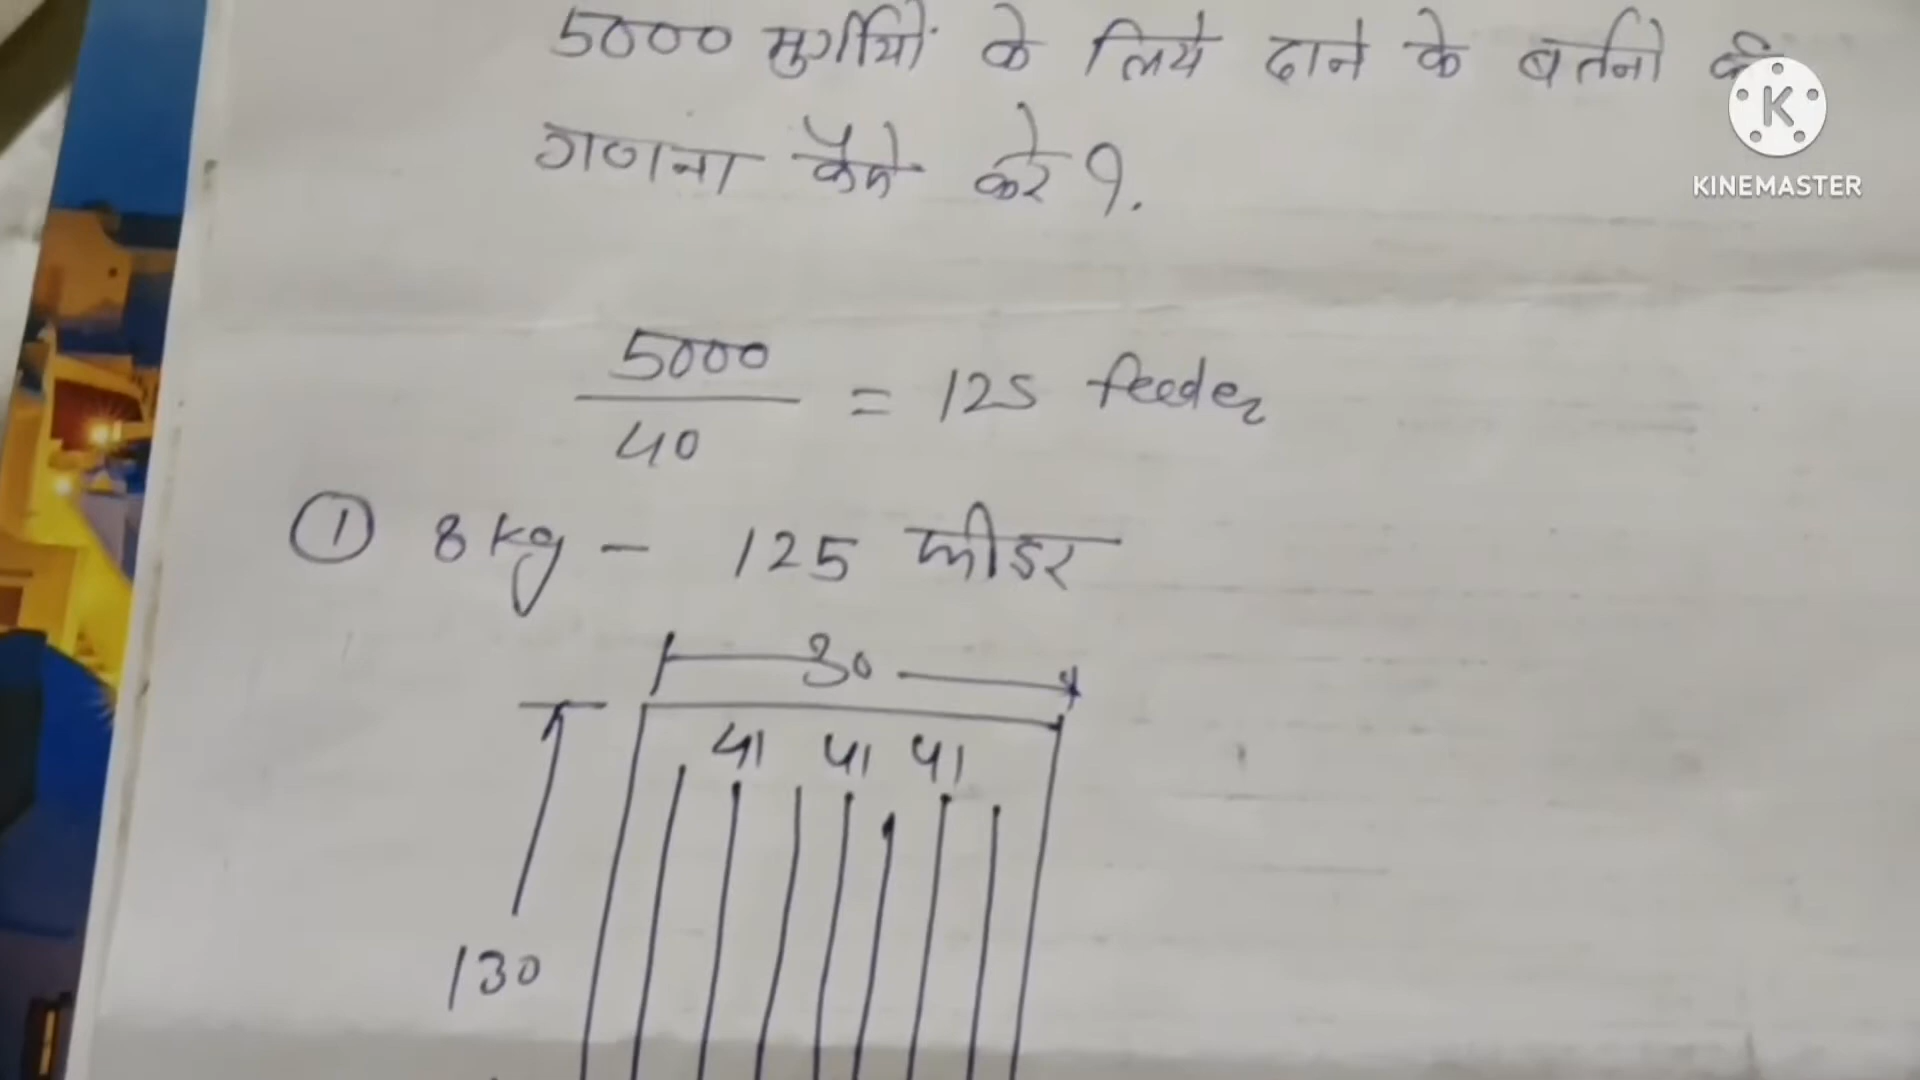 5000 मुर्गीयों के लिये दाने के बर्तनो की
गणना कैसे करे ?.
K
KINEMASTER
5000
40
= 125 feeder
① 8 kg - 125 फीडर
30
41 41 41
130